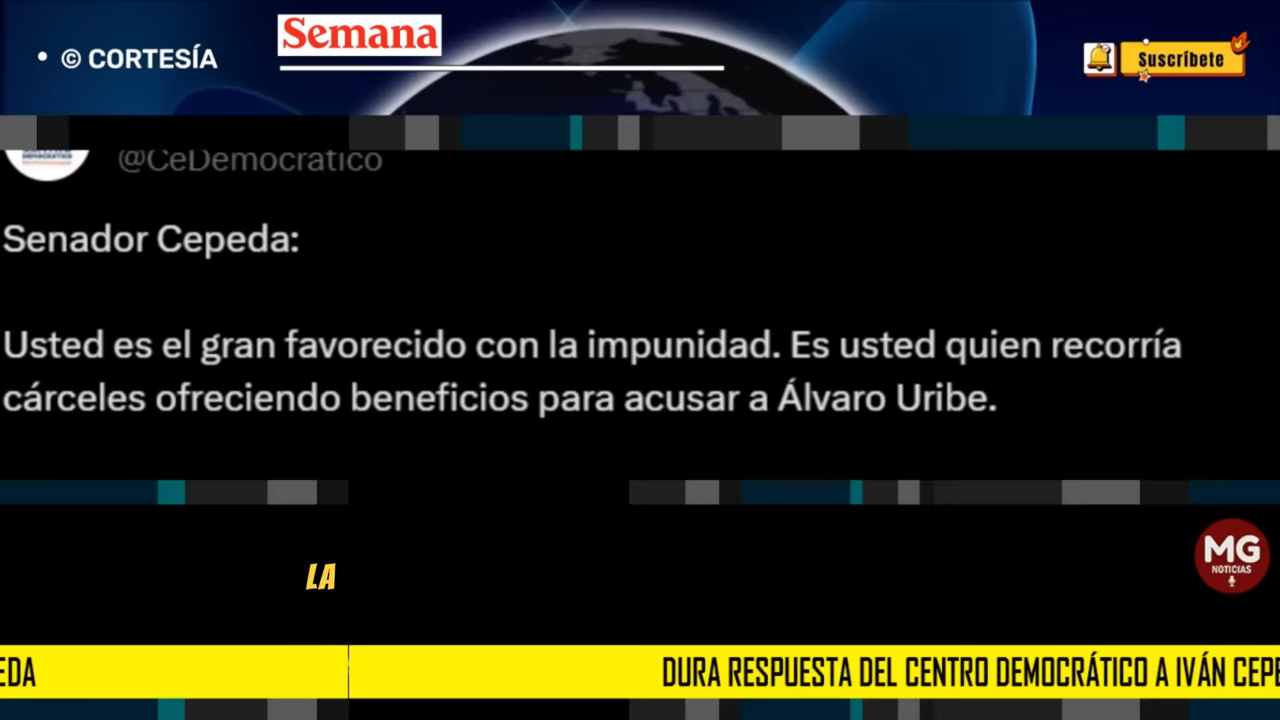 • © CORTESÍA
Semana
Suscríbete
@CeDemocratico
Senador Cepeda:
Usted es el gran favorecido con la impunidad. Es usted quien recorría
cárceles ofreciendo beneficios para acusar a Álvaro Uribe.
LA
MG
NOTICIAS
EDA
DURA RESPUESTA DEL CENTRO DEMOCRÁTICO A IVÁN CEPE